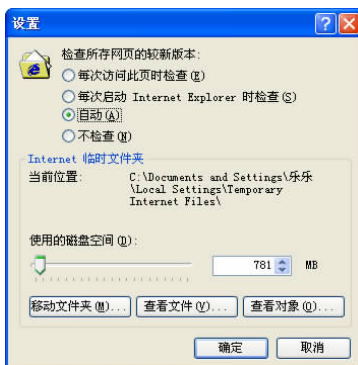 设置
检查所存网页的较新版本:
每次访问此页时检查(E)
每次启动 Internet Explorer 时检查(S)
自动(A)
不检查(N)
Internet 临时文件夹
当前位置:
C:\Documents and Settings\乐乐
\Local Settings\Temporary
Internet Files\
使用的磁盘空间(D):
781 MB
移动文件夹(M)... 查看文件(V)... 查看对象(O)...
确定 取消